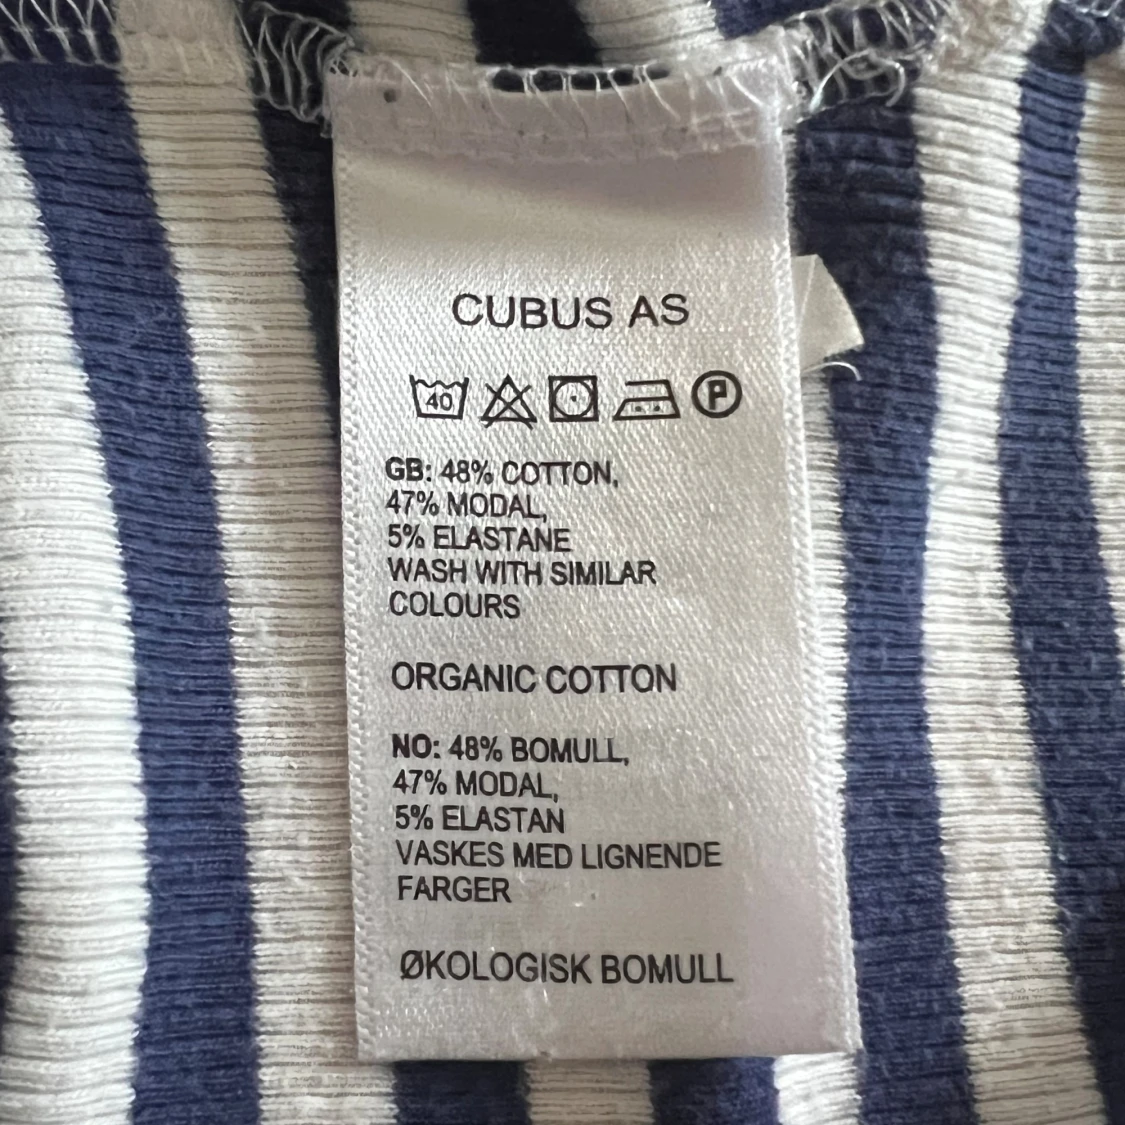 CUBUS AS
40 P
GB: 48% COTTON,
47% MODAL,
5% ELASTANE
WASH WITH SIMILAR
COLOURS
ORGANIC COTTON
NO: 48% BOMULL,
47% MODAL,
5% ELASTAN
VASKES MED LIGNENDE
FARGER
ØKOLOGISK BOMULL